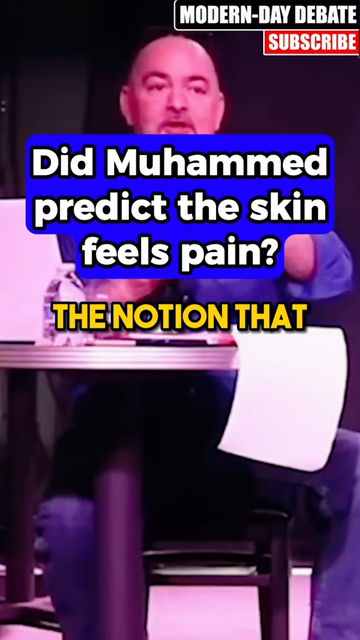 MODERN-DAY DEBATE
SUBSCRIBE
Did Muhammed
predict the skin
feels pain?
THE NOTION THAT